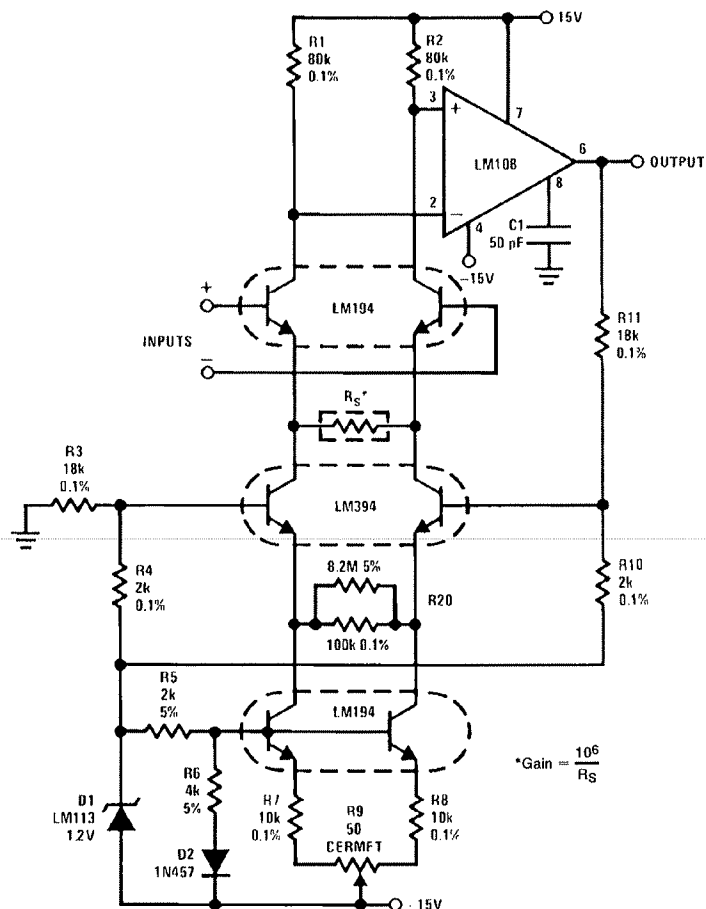 15V
R1
80k
0.1%
R2
80k
0.1%
3
+
7
LM108
6
OUTPUT
8
2
−
4
C1
50 pF
-15V
+
LM194
INPUTS
−
R11
18k
0.1%
RS*
R3
18k
0.1%
LM394
R4
2k
0.1%
8.2M 5%
R20
100k 0.1%
R10
2k
0.1%
R5
2k
5%
LM194
*Gain = 10^6
RS
R6
4k
5%
R7
10k
0.1%
R9
50
CERMET
R8
10k
0.1%
D1
LM113
1.2V
D2
1N457
-15V